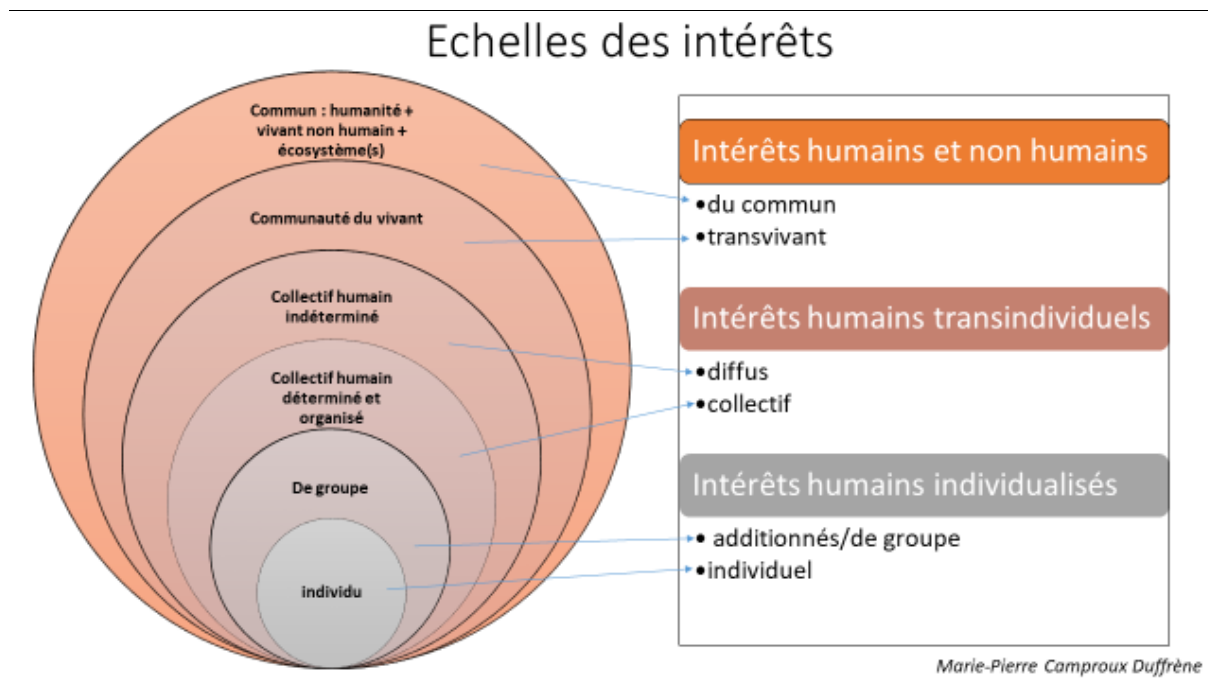 Echelles des intérêts
Commun : humanité +
vivant non humain +
écosystème(s)
Communauté du vivant
Collectif humain
indéterminé
Collectif humain
déterminé et
organisé
De groupe
individu
Intérêts humains et non humains
•du commun
•transvivant
Intérêts humains transindividuels
•diffus
•collectif
Intérêts humains individualisés
• additionnés/de groupe
•individuel
Marie-Pierre Camproux Duffrène